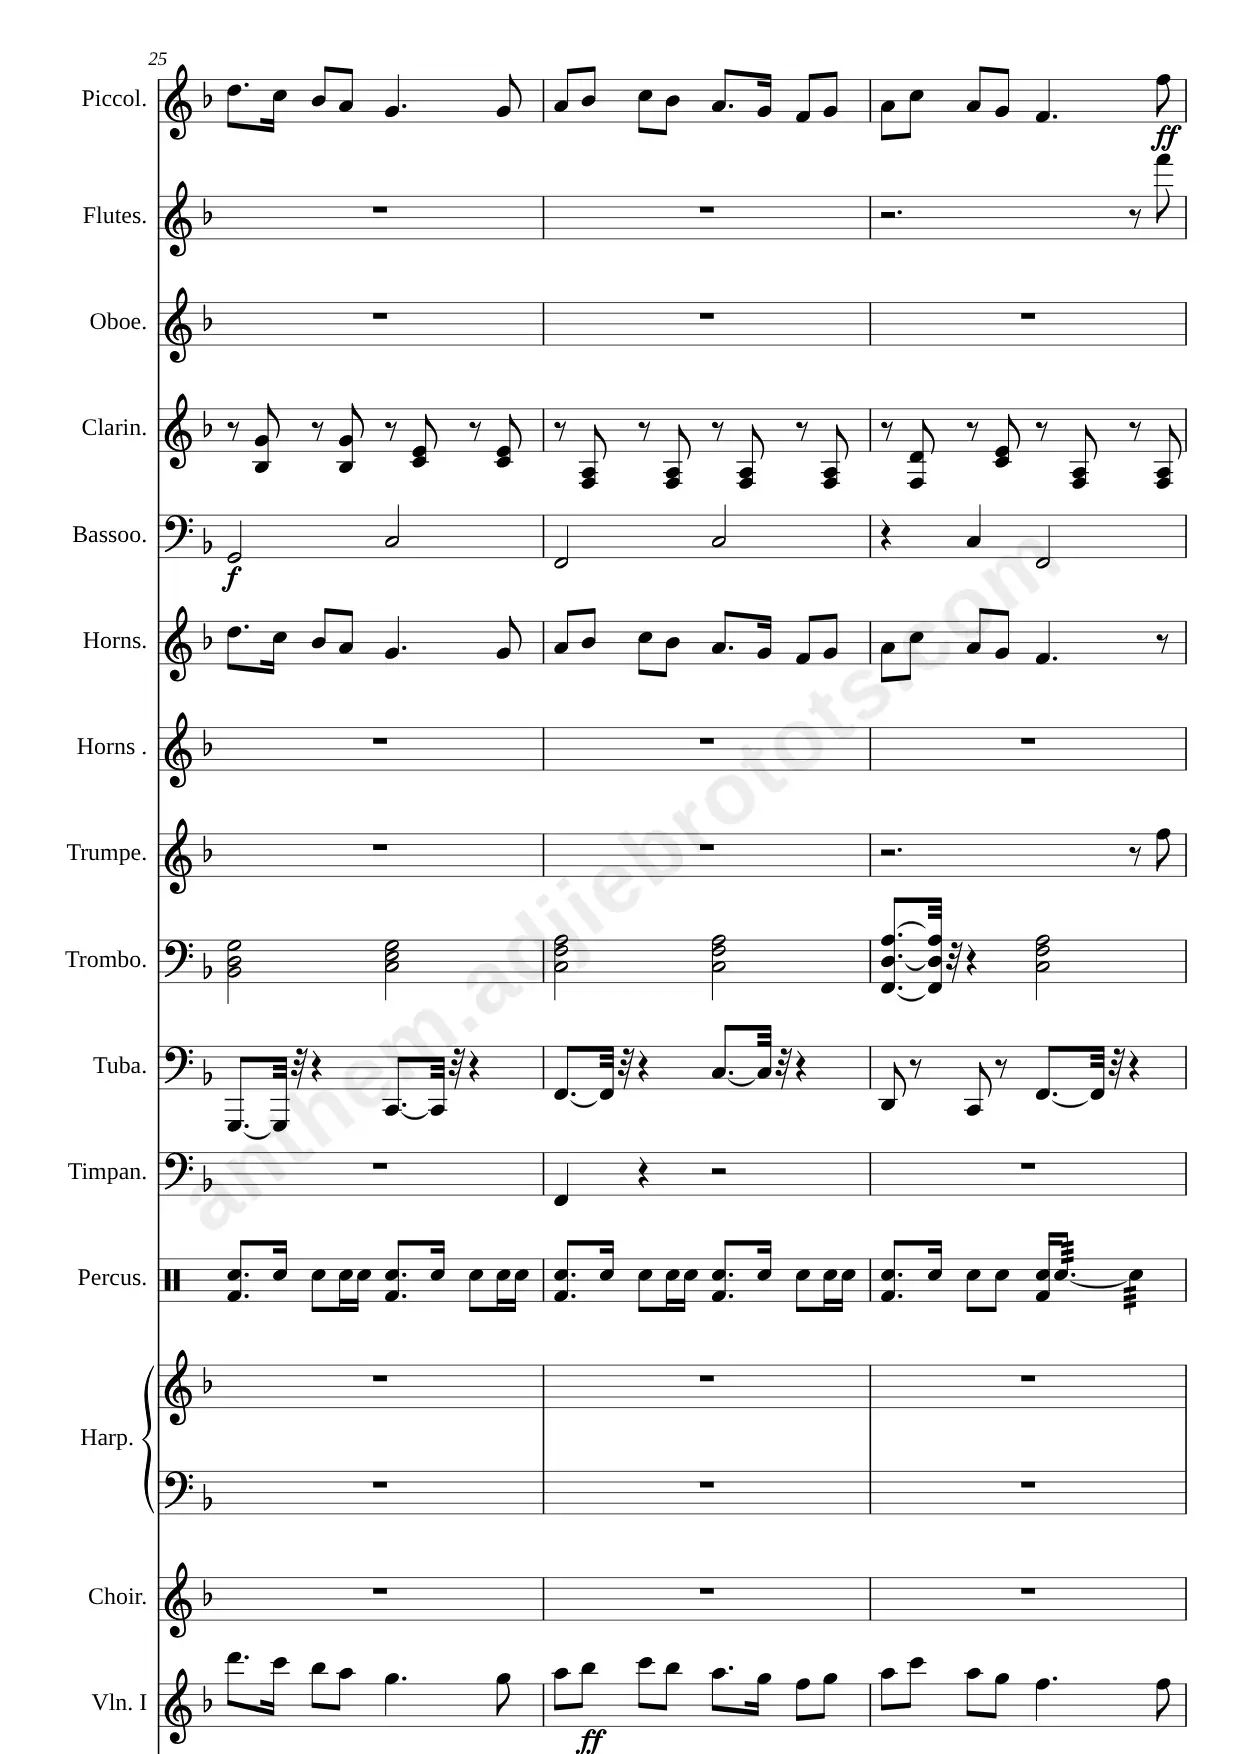 25
Piccol.
ff
Flutes.
Oboe.
Clarin.
Bassoo.
f
Horns.
Horns .
Trumpe.
Trombo.
Tuba.
Timpan.
Percus.
Harp.
Choir.
Vln. I
ff
anthem.adjiebrotots.com